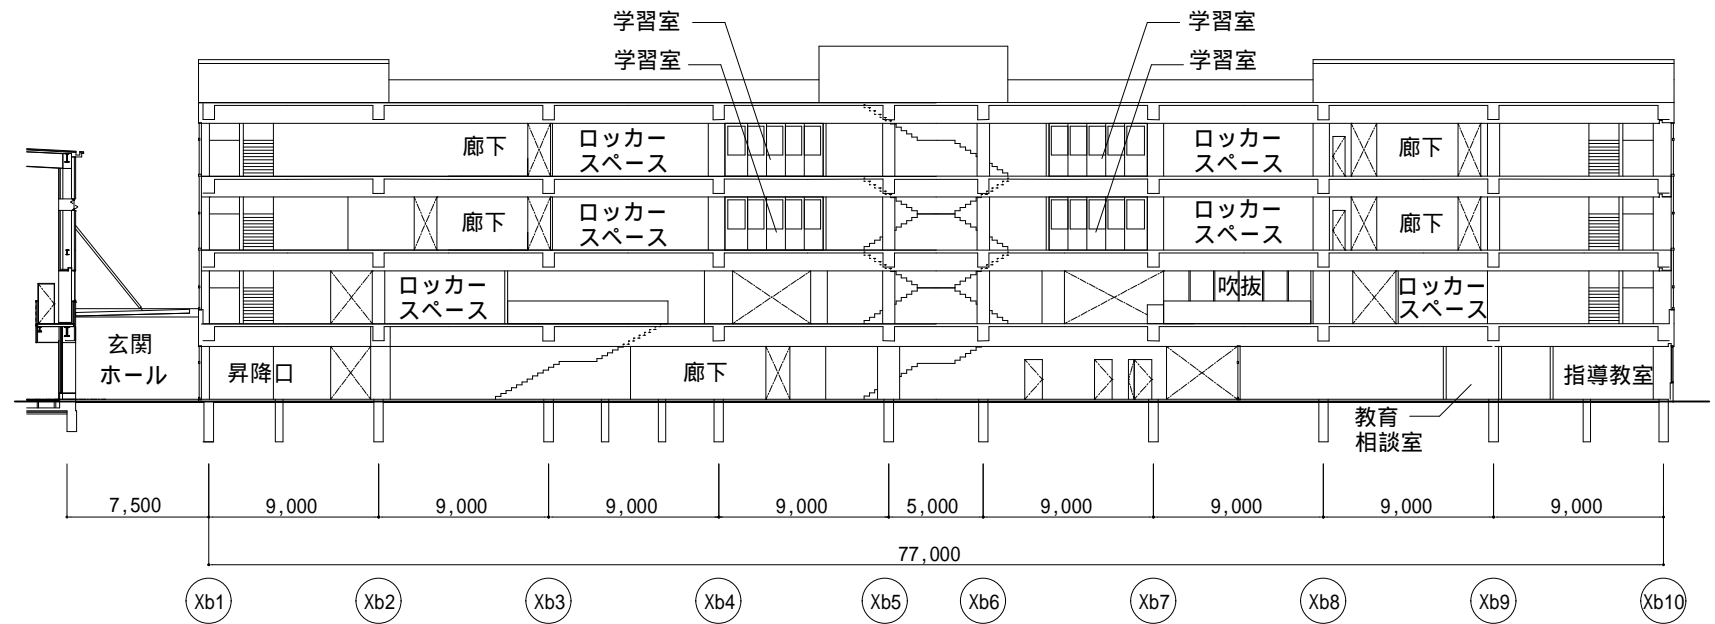 学習室
学習室
学習室
学習室
廊下
ロッカー
スペース
ロッカー
スペース
廊下
廊下
ロッカー
スペース
ロッカー
スペース
廊下
ロッカー
スペース
吹抜
ロッカー
スペース
玄関
ホール
昇降口
廊下
指導教室
教育
相談室
7,500
9,000
9,000
9,000
9,000
5,000
9,000
9,000
9,000
9,000
77,000
Xb1
Xb2
Xb3
Xb4
Xb5
Xb6
Xb7
Xb8
Xb9
Xb10